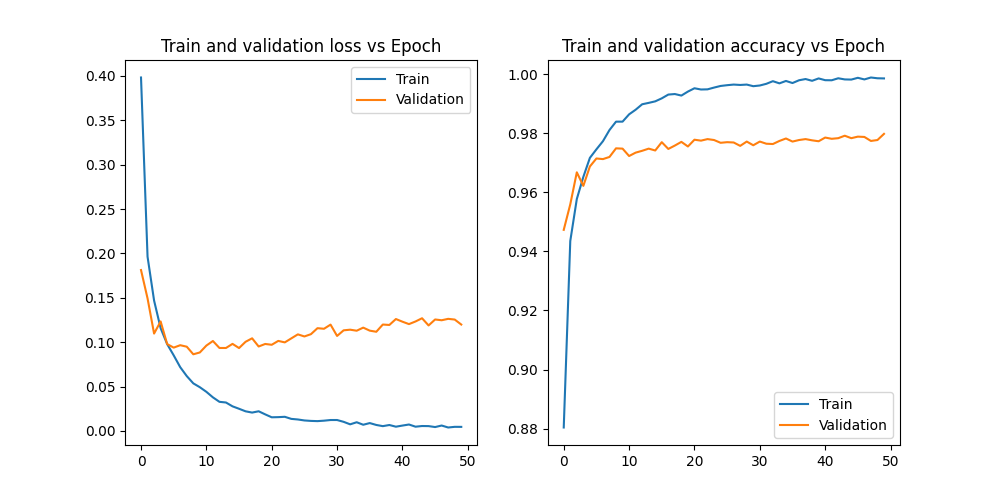 Train and validation loss vs Epoch
0.40
0.35
0.30
0.25
0.20
0.15
0.10
0.05
0.00
0 10 20 30 40 50
Train
Validation
Train and validation accuracy vs Epoch
1.00
0.98
0.96
0.94
0.92
0.90
0.88
0 10 20 30 40 50
Train
Validation